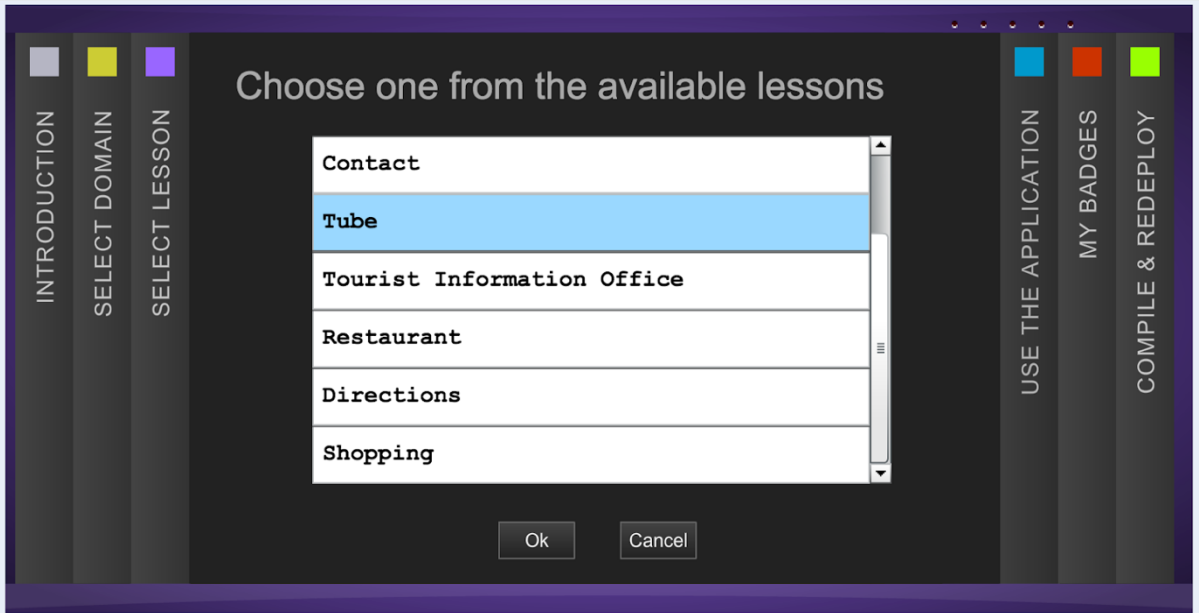 INTRODUCTION
SELECT DOMAIN
SELECT LESSON
Choose one from the available lessons
Contact
Tube
Tourist Information Office
Restaurant
Directions
Shopping
Ok
Cancel
USE THE APPLICATION
MY BADGES
COMPILE & REDEPLOY